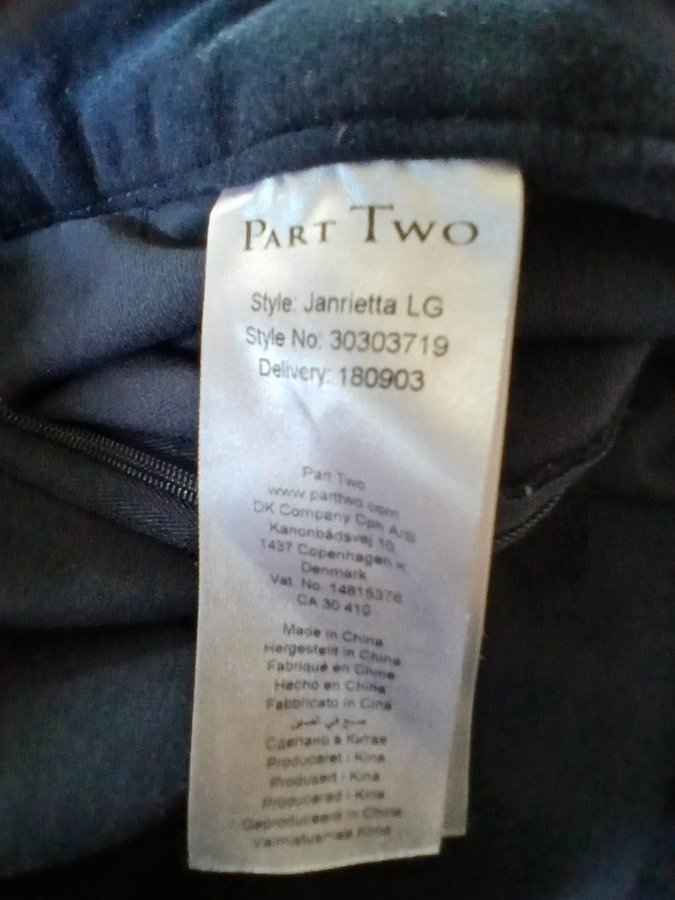 PART TWO
Style: Janrietta LG
Style No: 30303719
Delivery: 180903
Part Two
www.parttwo.com
DK Company Cph A/S
Kanonbådsvej 10
1437 Copenhagen K
Denmark
Vat. No. 14815376
CA 30 410
Made in China
Hergestellt in China
Fabriqué en Chine
Hecho en China
Fabbricato in Cina
صنع في الصين
Сделано в Китае
Produceret i Kina
Produsert i Kina
Producered i Kina
Geproduceerd in China
Valmistusmaa Kiina